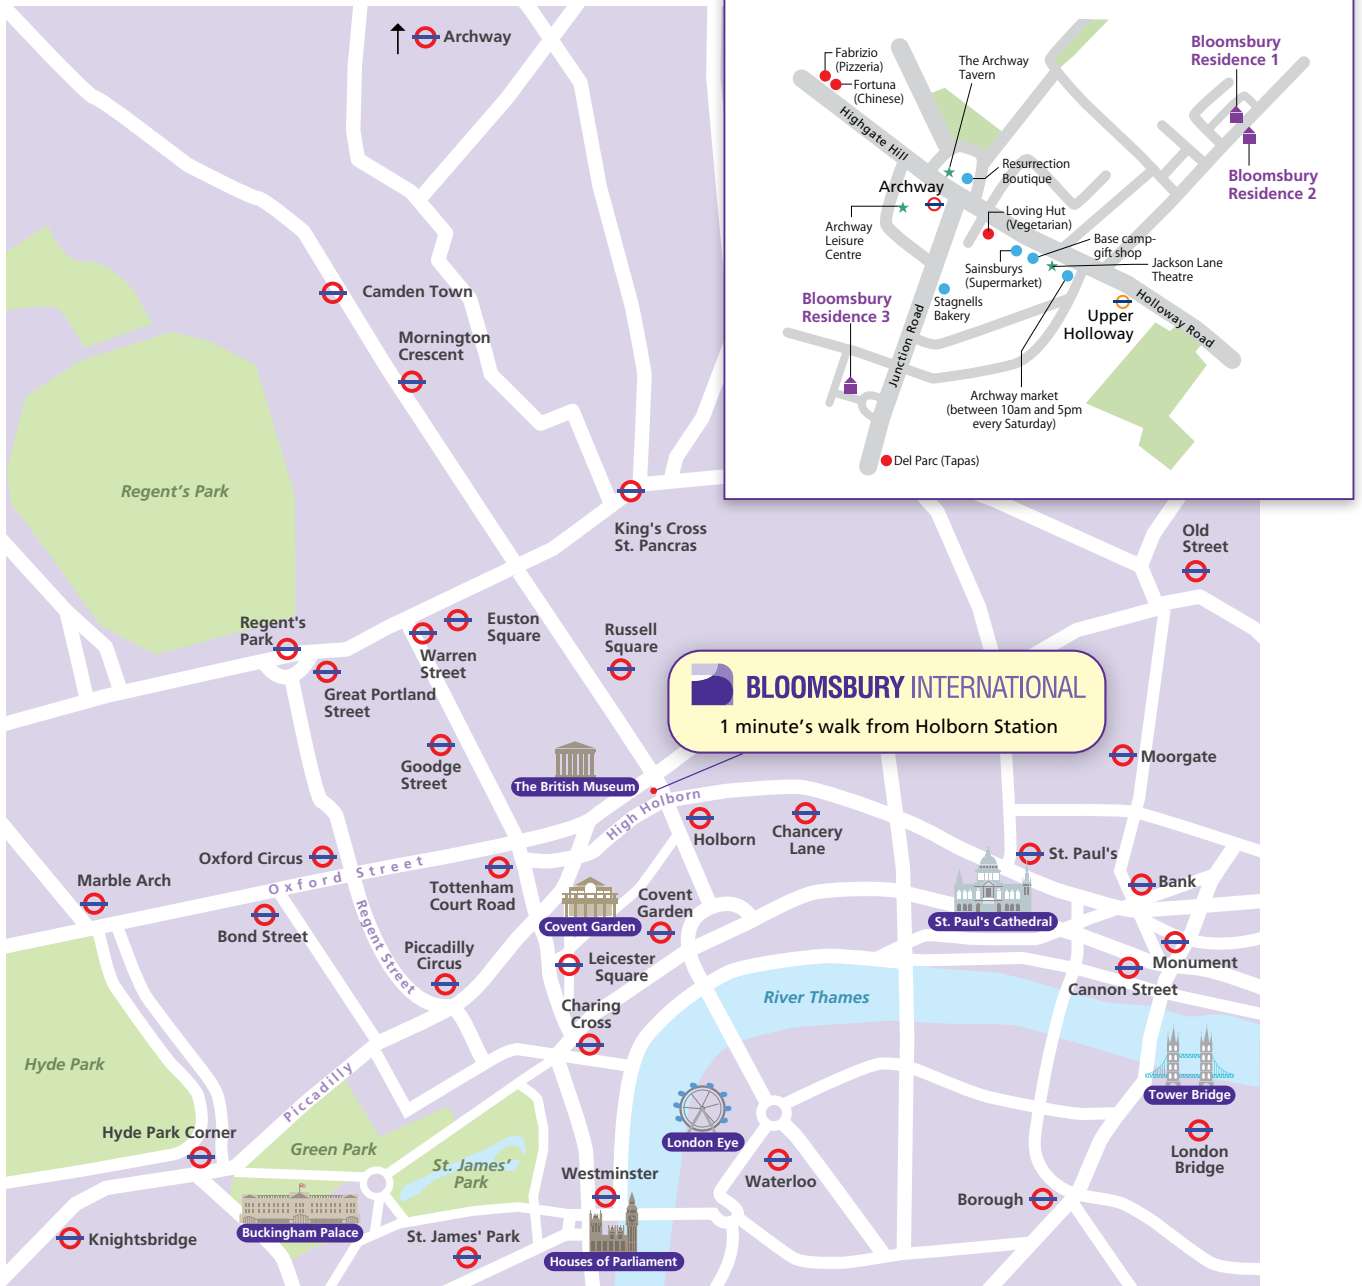 Archway
Camden Town
Mornington
Crescent
Regent's Park
King's Cross
St. Pancras
Old
Street
Regent's
Park
Euston
Square
Warren
Street
Russell
Square
Great Portland
Street
Goodge
Street
BLOOMSBURY INTERNATIONAL
1 minute's walk from Holborn Station
The British Museum
High Holborn
Moorgate
Holborn
Chancery
Lane
Oxford Circus
Oxford Street
St. Paul's
Marble Arch
Tottenham
Court Road
Bank
Covent
Garden
Covent Garden
St. Paul's Cathedral
Bond Street
Regent Street
Piccadilly
Circus
Leicester
Square
Monument
Cannon Street
River Thames
Charing
Cross
Hyde Park
Piccadilly
Tower Bridge
Hyde Park Corner
Green Park
London Eye
London
Bridge
St. James'
Park
Westminster
Waterloo
Borough
Buckingham Palace
Knightsbridge
St. James' Park
Houses of Parliament
Fabrizio
(Pizzeria)
Fortuna
(Chinese)
The Archway
Tavern
Bloomsbury
Residence 1
Highgate Hill
Resurrection
Boutique
Bloomsbury
Residence 2
Archway
Archway
Leisure
Centre
Loving Hut
(Vegetarian)
Base camp-
gift shop
Jackson Lane
Theatre
Sainsburys
(Supermarket)
Bloomsbury
Residence 3
Stagnells
Bakery
Junction Road
Holloway Road
Upper
Holloway
Archway market
(between 10am and 5pm
every Saturday)
Del Parc (Tapas)